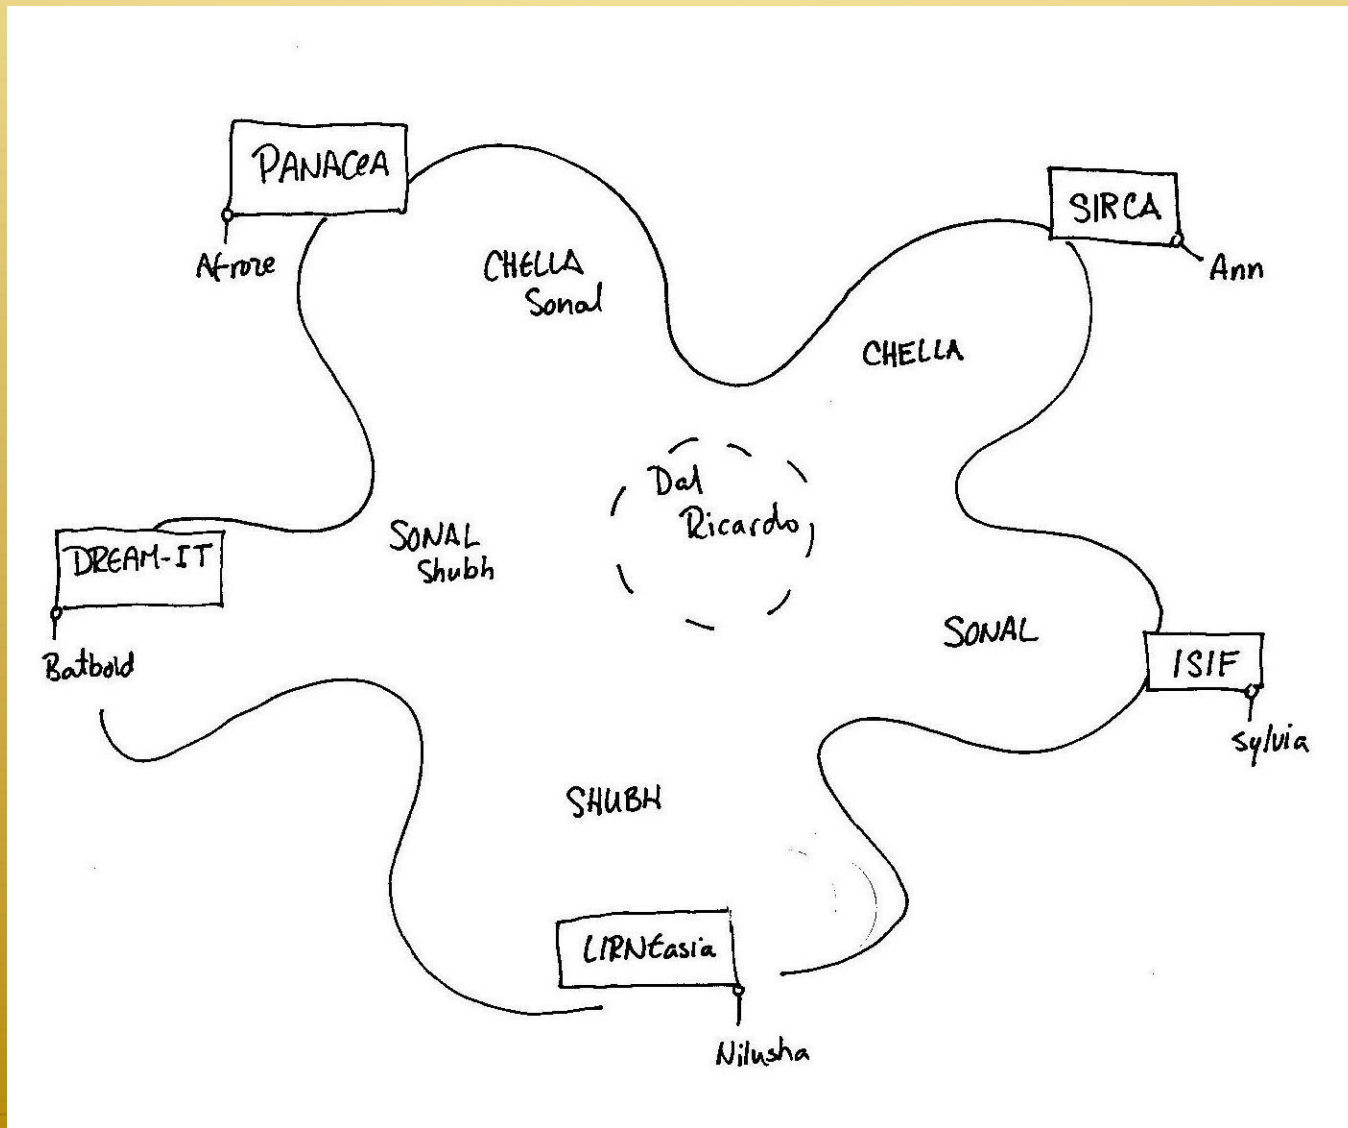 PANACeA
Afroze
CHELLA
Sonal
SIRCA
Ann
CHELLA
Dal
Ricardo
DREAM-IT
Batbold
SONAL
Shubh
SONAL
ISIF
Sylvia
SHUBH
LIRNEasia
Nilusha